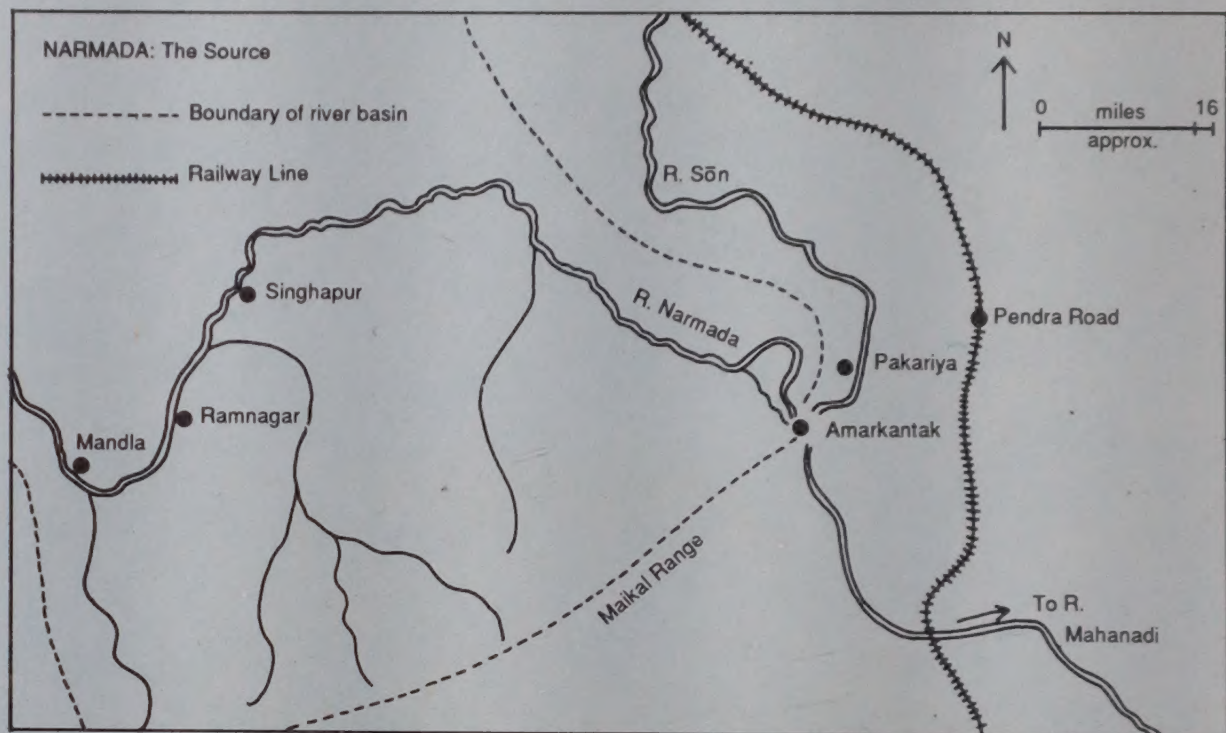 NARMADA: The Source
Boundary of river basin
Railway Line
N
0 miles 16
approx.
R. Sōn
R. Narmada
Singhapur
Pendra Road
Pakariya
Ramnagar
Amarkantak
Mandla
Maikal Range
To R.
Mahanadi